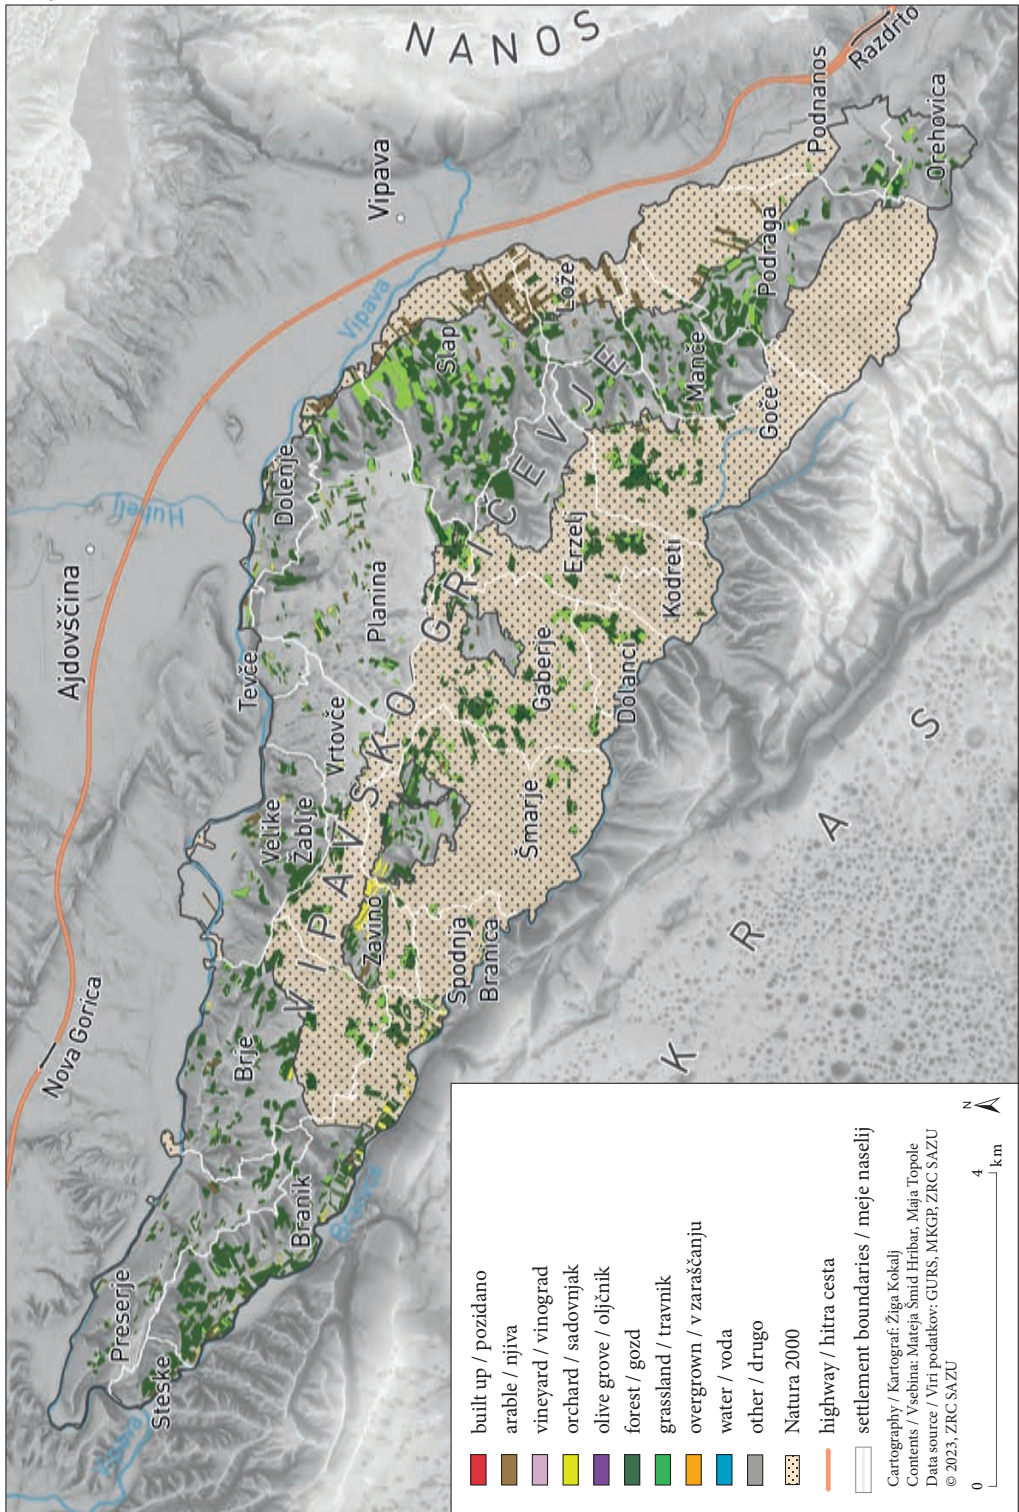 NANOS
Razdrto
Podnanos
Orehovica
Vipava
Vipava
Podraga
Lože
Slap
Manče
Goče
Hubelj
Dolenje
Ajdovščina
Planina
Erzelj
Kodreti
Tevče
Vrtovče
Gaberje
Dolanci
VIPAVSKO GRIČEVJE
Velike
Žablje
Šmarje
Zavino
Spodnja
Branica
KRAS
Nova Gorica
Brje
Branik
Branica
Preserje
Steske
Vipava
built up / pozidano
arable / njiva
vineyard / vinograd
orchard / sadovnjak
olive grove / oljčnik
forest / gozd
grassland / travnik
overgrown / v zaraščanju
water / voda
other / drugo
Natura 2000
highway / hitra cesta
settlement boundaries / meje naselij
Cartography / Kartograf: Žiga Kokalj
Contents / Vsebina: Mateja Šmid Hribar, Maja Topole
Data source / Viri podatkov: GURS, MKGP, ZRC SAZU
© 2023, ZRC SAZU
0 4
km
N